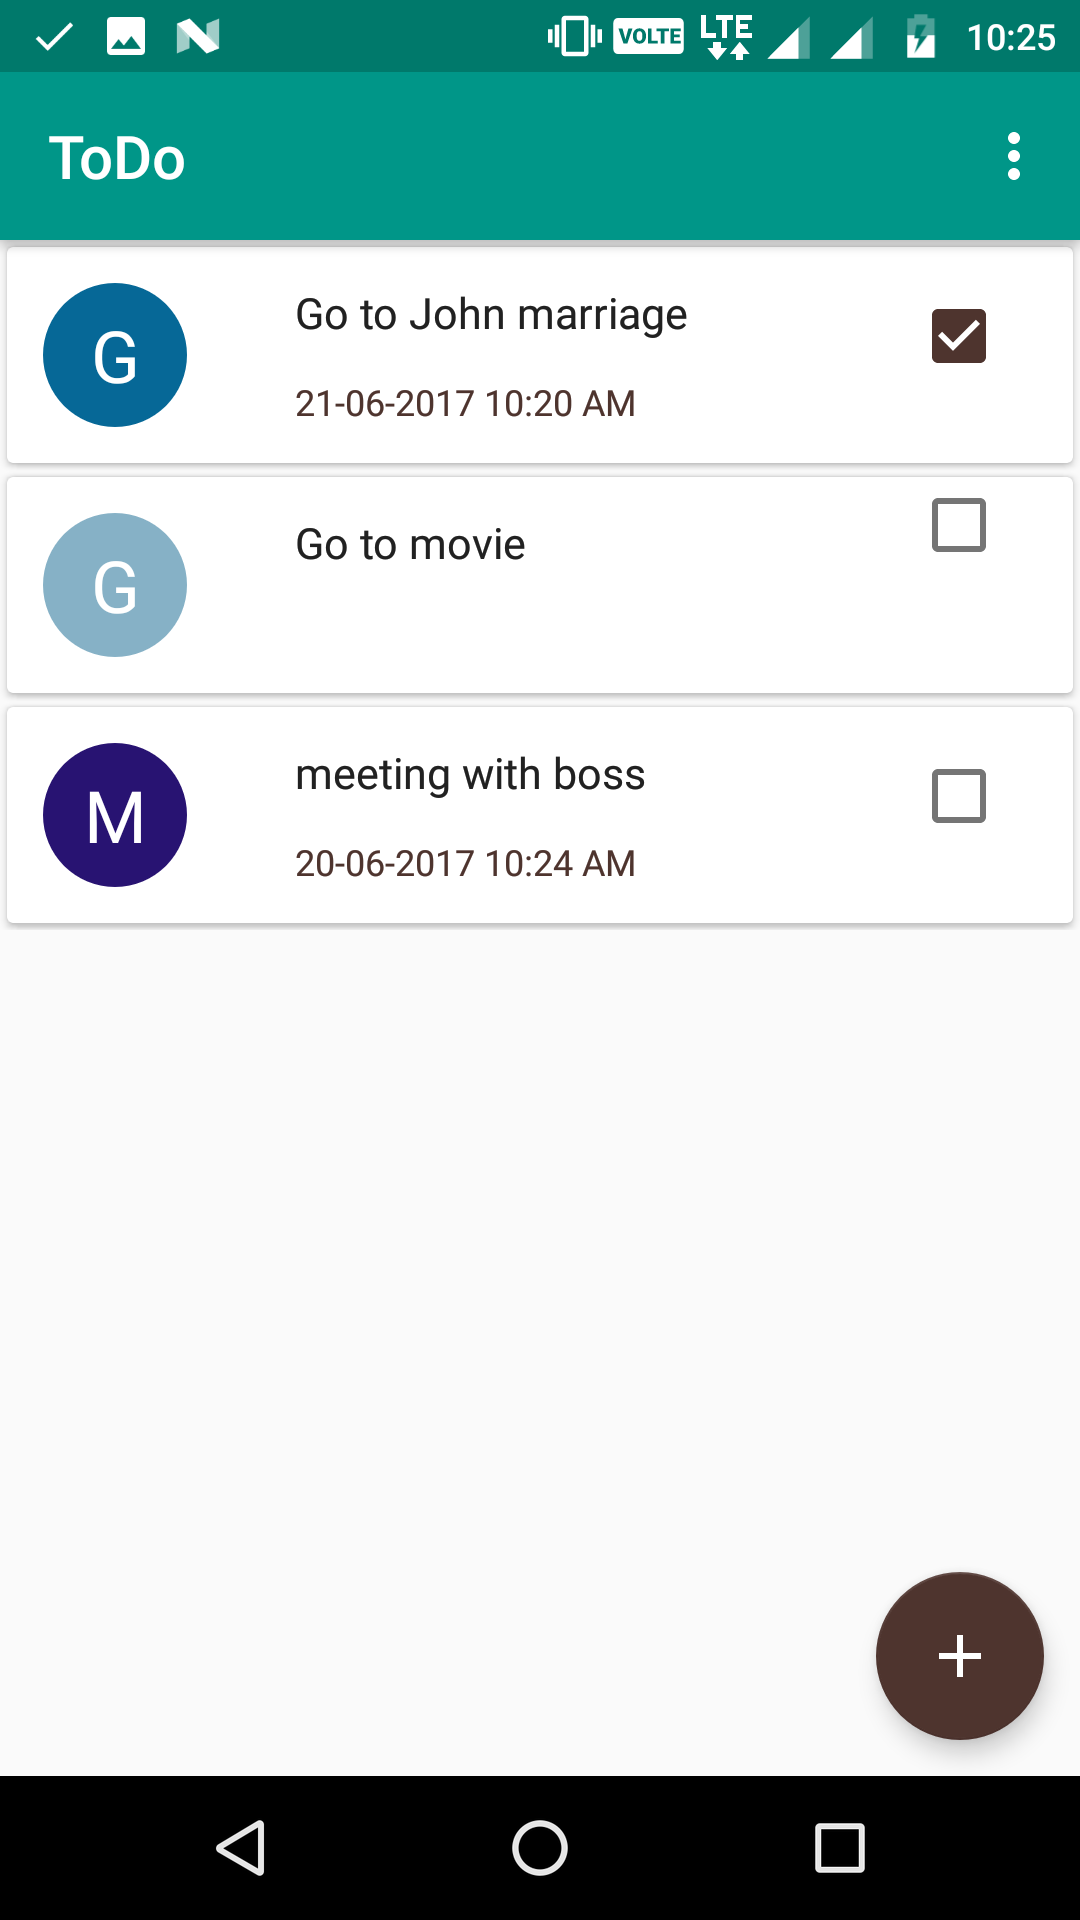 VOLTE LTE 10:25
ToDo
G
Go to John marriage
21-06-2017 10:20 AM
G
Go to movie
M
meeting with boss
20-06-2017 10:24 AM